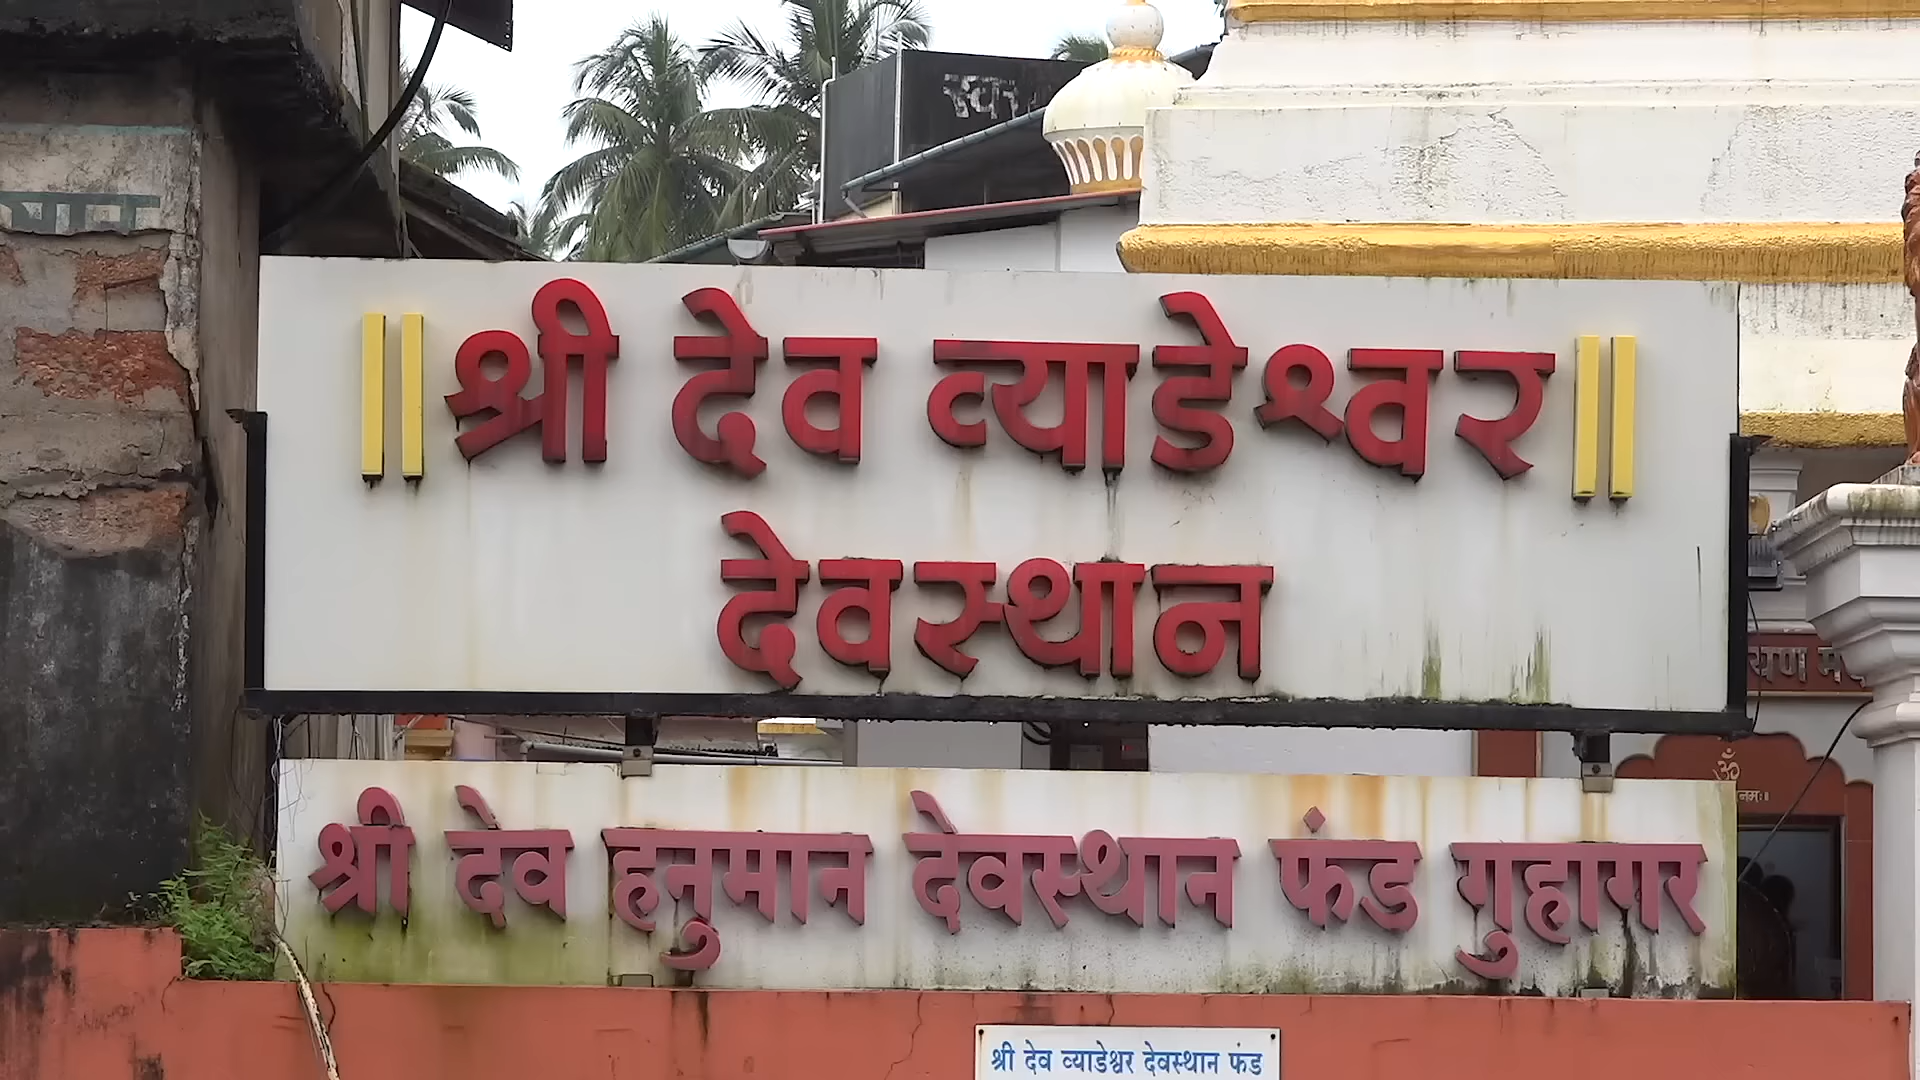 ॥ श्री देव व्याडेश्वर ॥
देवस्थान
श्री देव हनुमान देवस्थान फंड गुहागर
श्री देव व्याडेश्वर देवस्थान फंड
ॐ